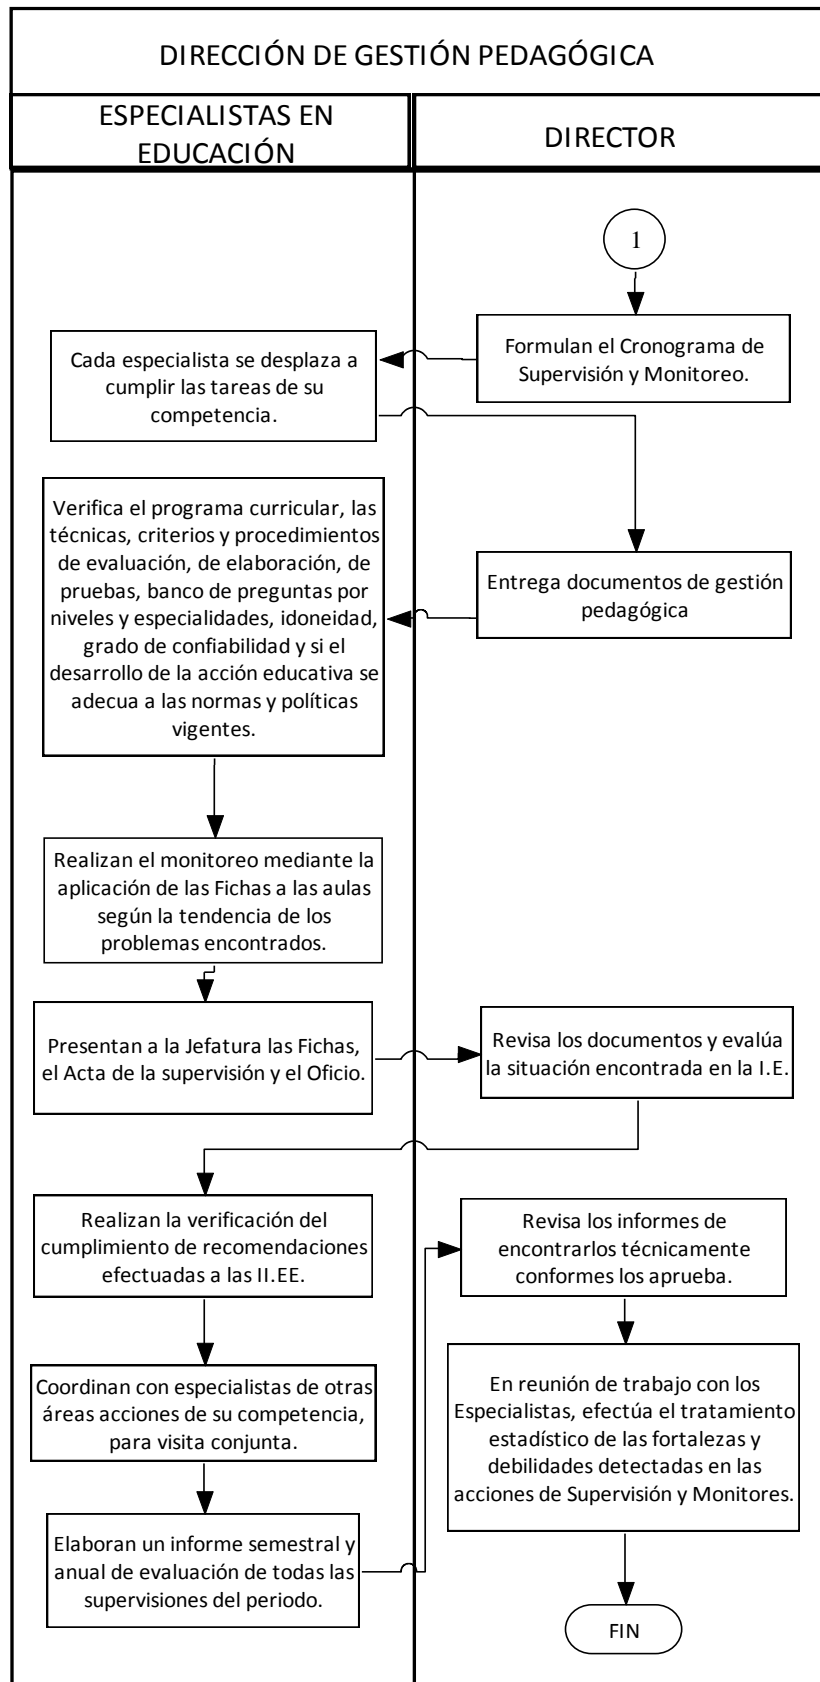 DIRECCIÓN DE GESTIÓN PEDAGÓGICA
ESPECIALISTAS EN
EDUCACIÓN
DIRECTOR
1
Formulan el Cronograma de
Supervisión y Monitoreo.
Cada especialista se desplaza a
cumplir las tareas de su
competencia.
Entrega documentos de gestión
pedagógica
Verifica el programa curricular, las
técnicas, criterios y procedimientos
de evaluación, de elaboración, de
pruebas, banco de preguntas por
niveles y especialidades, idoneidad,
grado de confiabilidad y si el
desarrollo de la acción educativa se
adecua a las normas y políticas
vigentes.
Realizan el monitoreo mediante la
aplicación de las Fichas a las aulas
según la tendencia de los
problemas encontrados.
Presentan a la Jefatura las Fichas,
el Acta de la supervisión y el Oficio.
Revisa los documentos y evalúa
la situación encontrada en la I.E.
Realizan la verificación del
cumplimiento de recomendaciones
efectuadas a las II.EE.
Coordinan con especialistas de otras
áreas acciones de su competencia,
para visita conjunta.
Elaboran un informe semestral y
anual de evaluación de todas las
supervisiones del periodo.
Revisa los informes de
encontrarlos técnicamente
conformes los aprueba.
En reunión de trabajo con los
Especialistas, efectúa el tratamiento
estadístico de las fortalezas y
debilidades detectadas en las
acciones de Supervisión y Monitores.
FIN